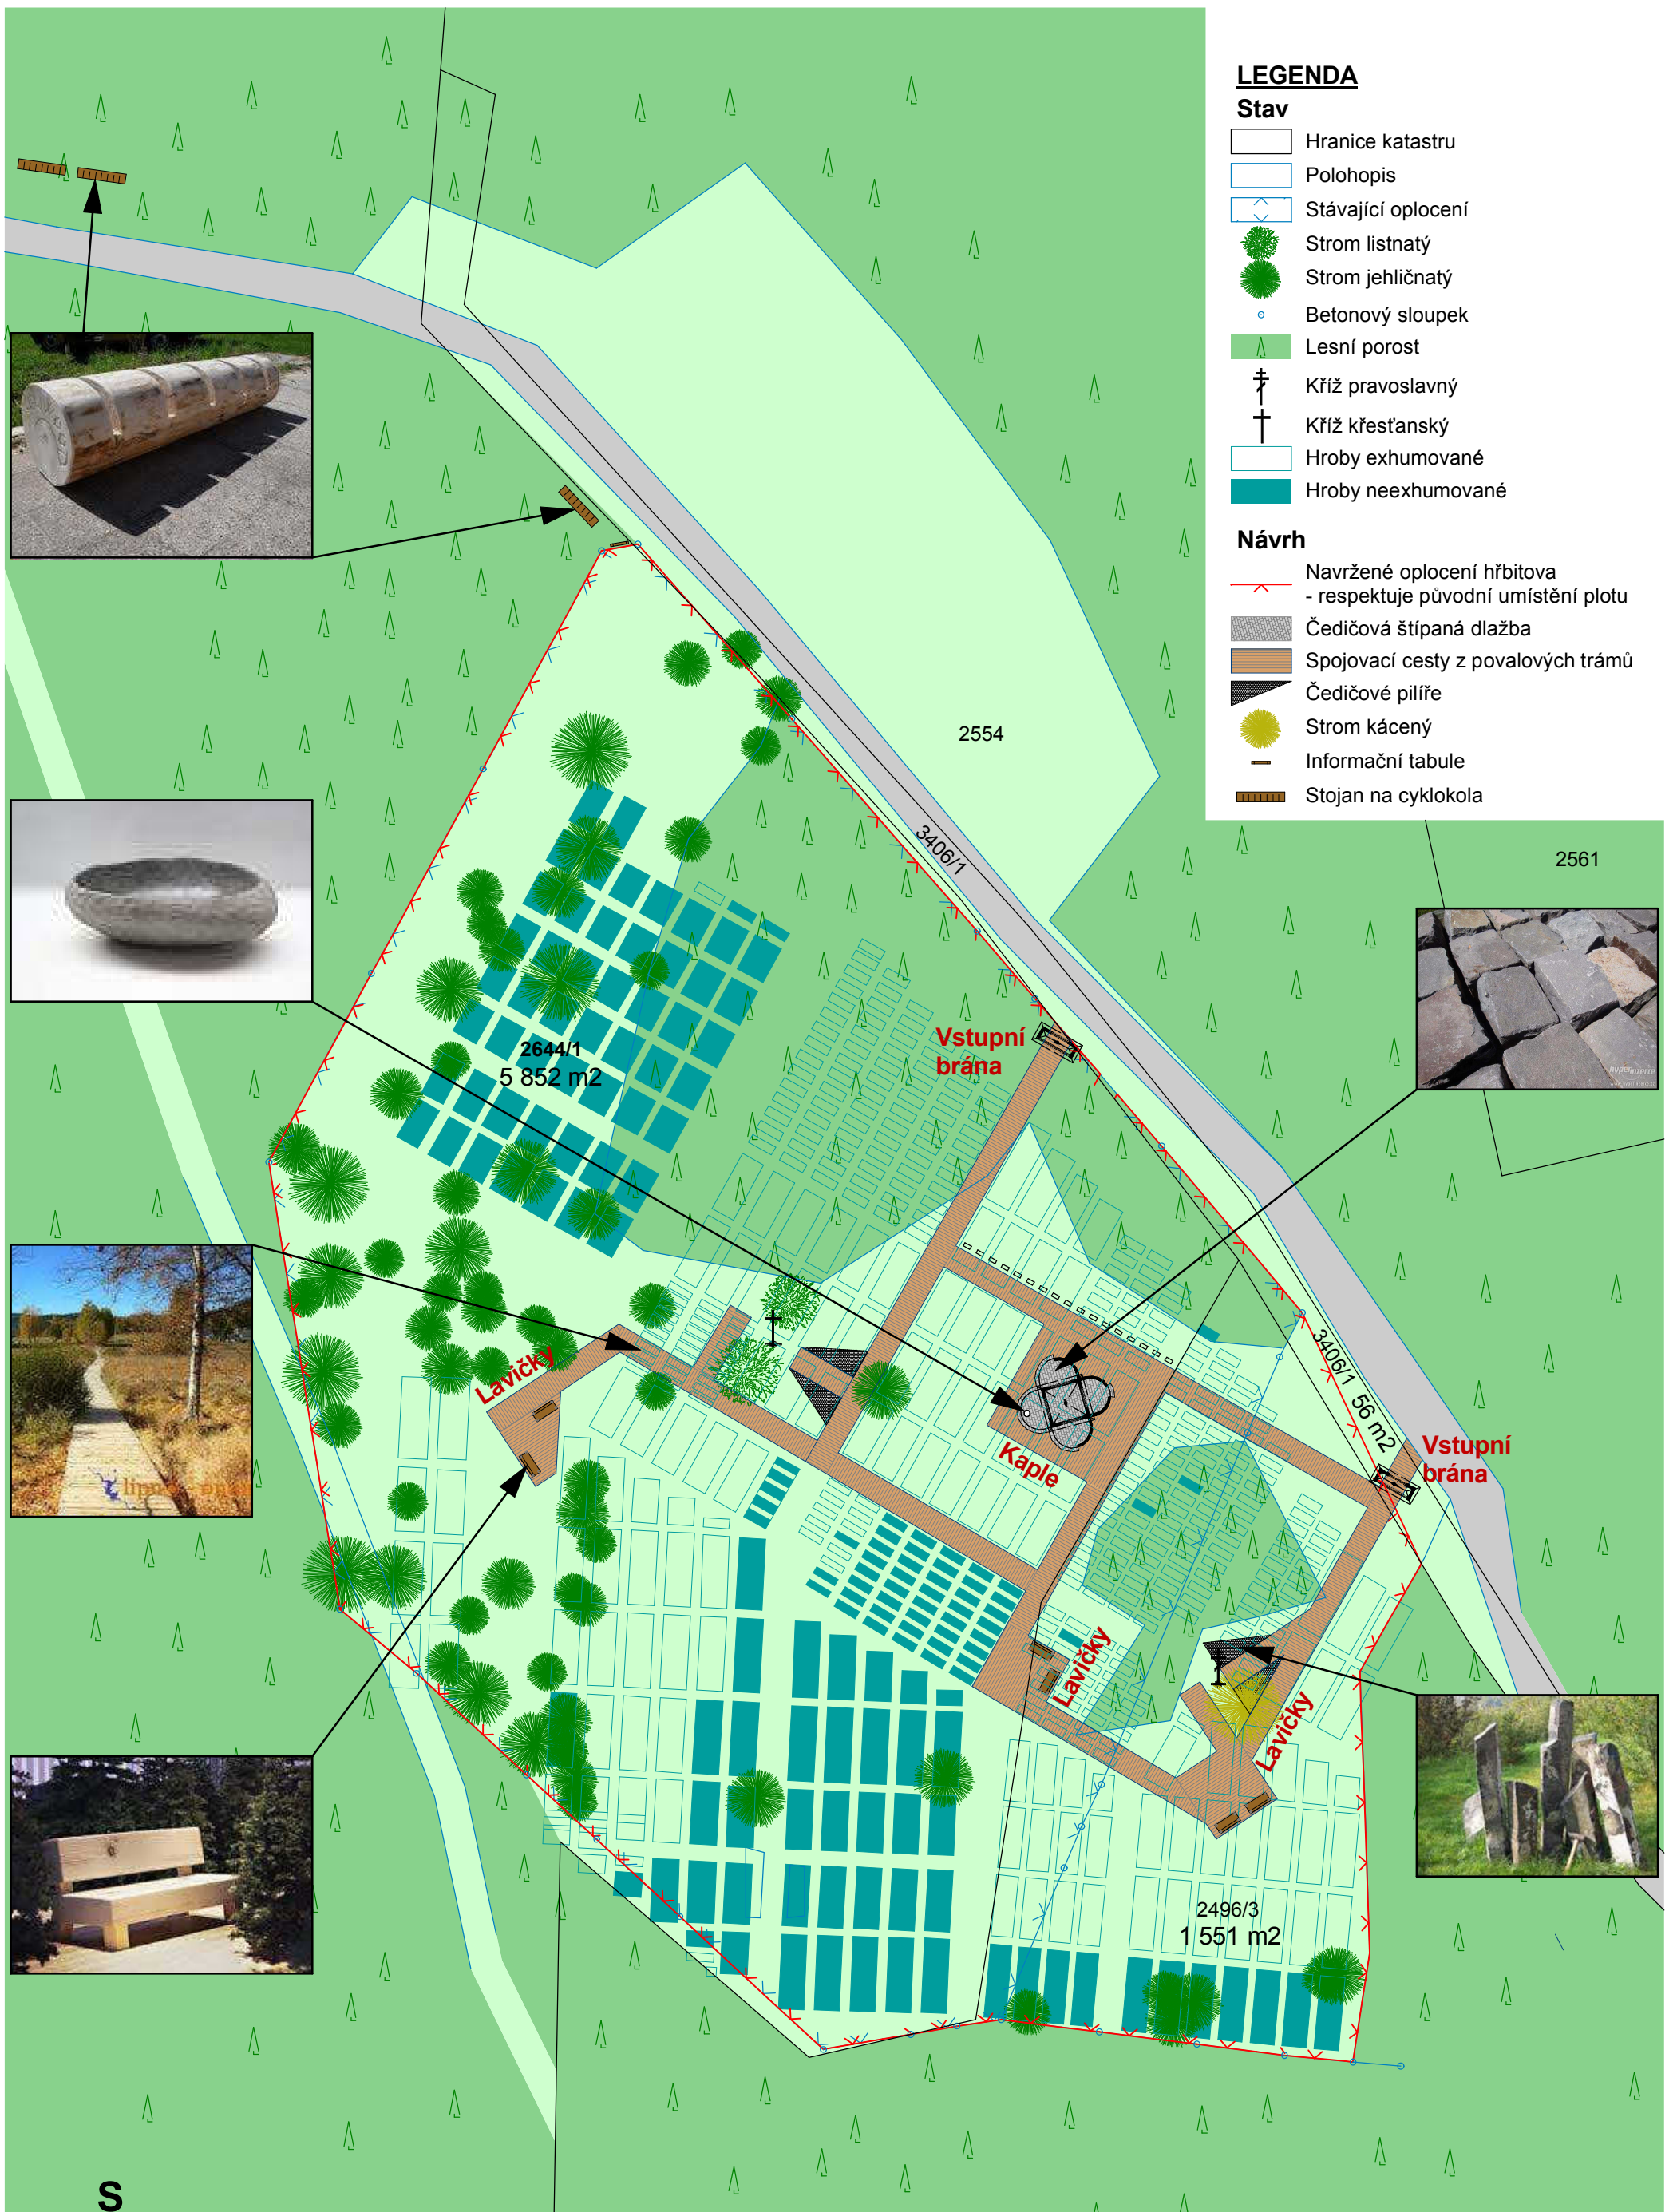 LEGENDA
Stav
Hranice katastru
Polohopis
Stávající oplocení
Strom listnatý
Strom jehličnatý
Betonový sloupek
Lesní porost
Kříž pravoslavný
Kříž křesťanský
Hroby exhumované
Hroby neexhumované
Návrh
Navržené oplocení hřbitova
- respektuje původní umístění plotu
Čedičová štípaná dlažba
Spojovací cesty z povalových trámů
Čedičové pilíře
Strom kácený
Informační tabule
Stojan na cyklokola
2554
3406/1
2561
Vstupní
brána
2644/1
5 852 m2
Lavičky
Kaple
3406/1 56 m2
Vstupní
brána
Lavičky
Lavičky
2496/3
1 551 m2
S